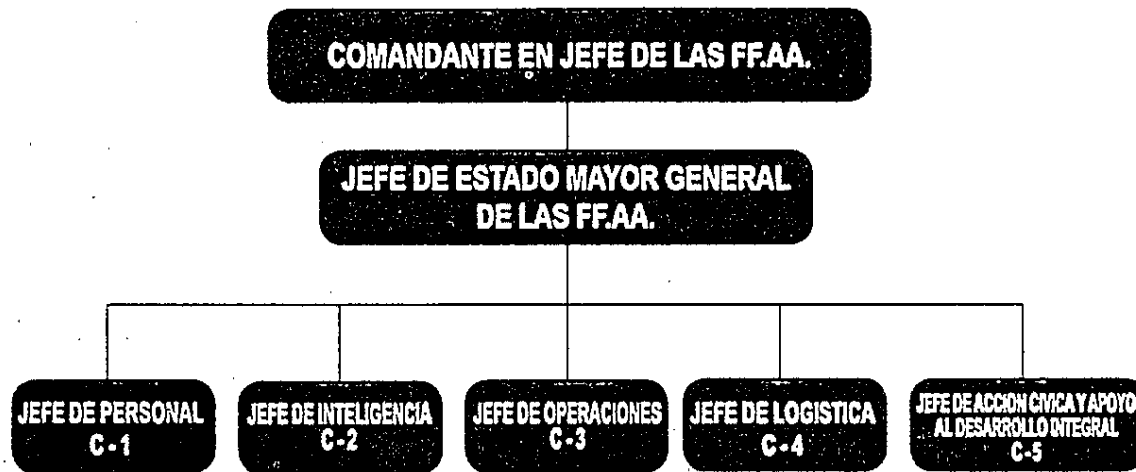 COMANDANTE EN JEFE DE LAS FF.AA.
JEFE DE ESTADO MAYOR GENERAL
DE LAS FF.AA.
JEFE DE PERSONAL
C - 1
JEFE DE INTELIGENCIA
C - 2
JEFE DE OPERACIONES
C - 3
JEFE DE LOGISTICA
C - 4
JEFE DE ACCION CIVICA Y APOYO
AL DESARROLLO INTEGRAL
C - 5